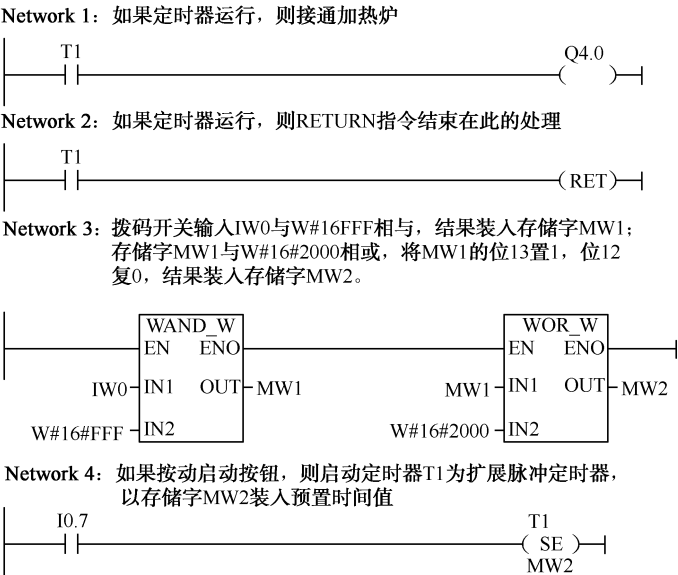 Network 1：如果定时器运行，则接通加热炉
T1
Q4.0
Network 2：如果定时器运行，则RETURN指令结束在此的处理
T1
RET
Network 3：拨码开关输入IW0与W#16FFF相与，结果装入存储字MW1；
存储字MW1与W#16#2000相或，将MW1的位13置1，位12
复0，结果装入存储字MW2。
WAND_W
EN ENO
IW0 IN1 OUT MW1
W#16#FFF IN2
WOR_W
EN ENO
MW1 IN1 OUT MW2
W#16#2000 IN2
Network 4：如果按动启动按钮，则启动定时器T1为扩展脉冲定时器，
以存储字MW2装入预置时间值
I0.7
T1
SE
MW2